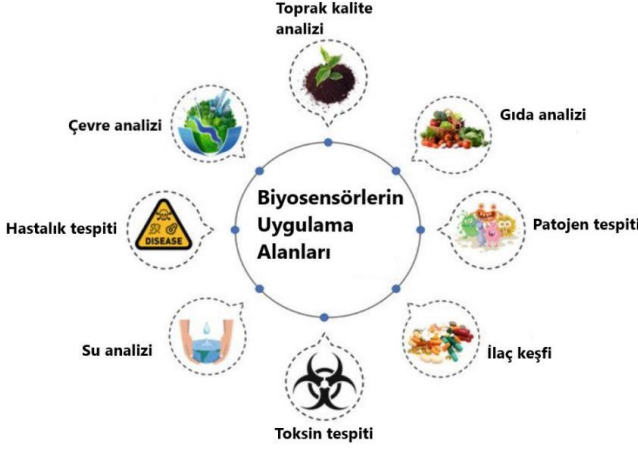 Toprak kalite
analizi
Gıda analizi
Patojen tespiti
İlaç keşfi
Toksin tespiti
Su analizi
Hastalık tespiti
DISEASE
Çevre analizi
Biyosensörlerin
Uygulama
Alanları